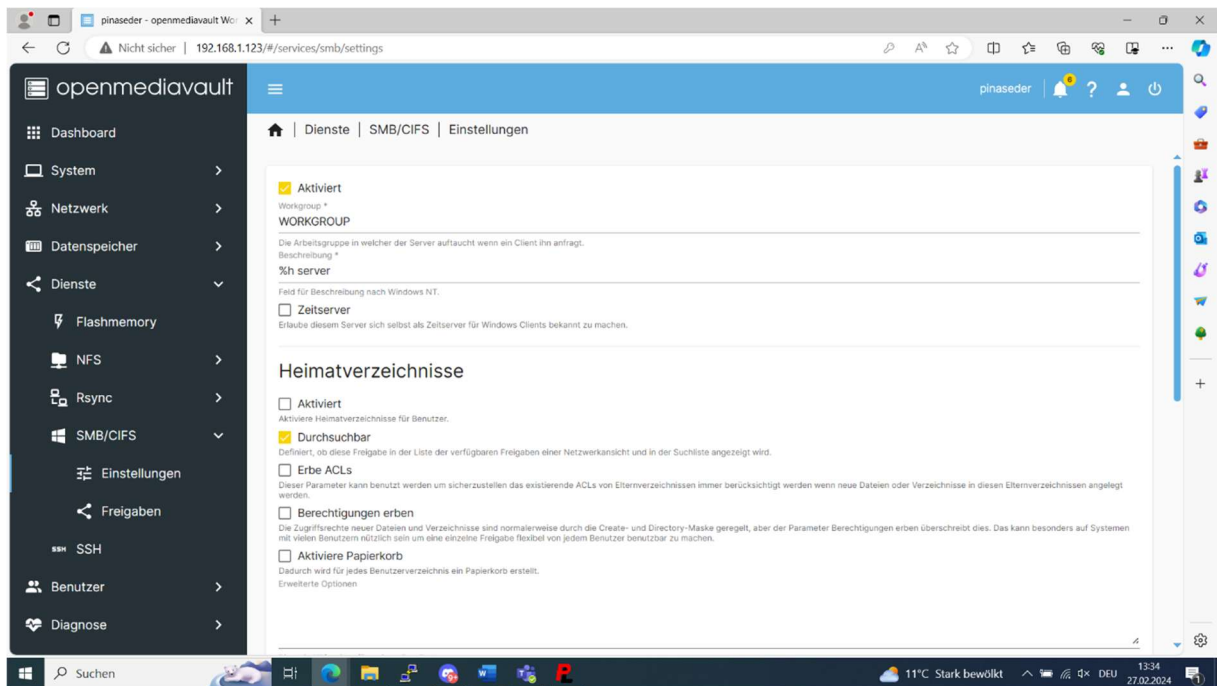 pinaseder - openmediavault Wor
Nicht sicher | 192.168.1.123/#/services/smb/settings
openmediavault
pinaseder
6
Dashboard
System
Netzwerk
Datenspeicher
Dienste
Flashmemory
NFS
Rsync
SMB/CIFS
Einstellungen
Freigaben
SSH SSH
Benutzer
Diagnose
| Dienste | SMB/CIFS | Einstellungen
Aktiviert
Workgroup *
WORKGROUP
Die Arbeitsgruppe in welcher der Server auftaucht wenn ein Client ihn anfragt.
Beschreibung *
%h server
Feld für Beschreibung nach Windows NT.
Zeitserver
Erlaube diesem Server sich selbst als Zeitserver für Windows Clients bekannt zu machen.
Heimatverzeichnisse
Aktiviert
Aktiviere Heimatverzeichnisse für Benutzer.
Durchsuchbar
Definiert, ob diese Freigabe in der Liste der verfügbaren Freigaben einer Netzwerkansicht und in der Suchliste angezeigt wird.
Erbe ACLs
Dieser Parameter kann benutzt werden um sicherzustellen das existierende ACLs von Elternverzeichnissen immer berücksichtigt werden wenn neue Dateien oder Verzeichnisse in diesen Elternverzeichnissen angelegt
werden.
Berechtigungen erben
Die Zugriffsrechte neuer Dateien und Verzeichnisse sind normalerweise durch die Create- und Directory-Maske geregelt, aber der Parameter Berechtigungen erben überschreibt dies. Das kann besonders auf Systemen
mit vielen Benutzern nützlich sein um eine einzelne Freigabe flexibel von jedem Benutzer benutzbar zu machen.
Aktiviere Papierkorb
Dadurch wird für jedes Benutzerverzeichnis ein Papierkorb erstellt.
Erweiterte Optionen
Suchen
11°C Stark bewölkt
DEU
13:34
27.02.2024